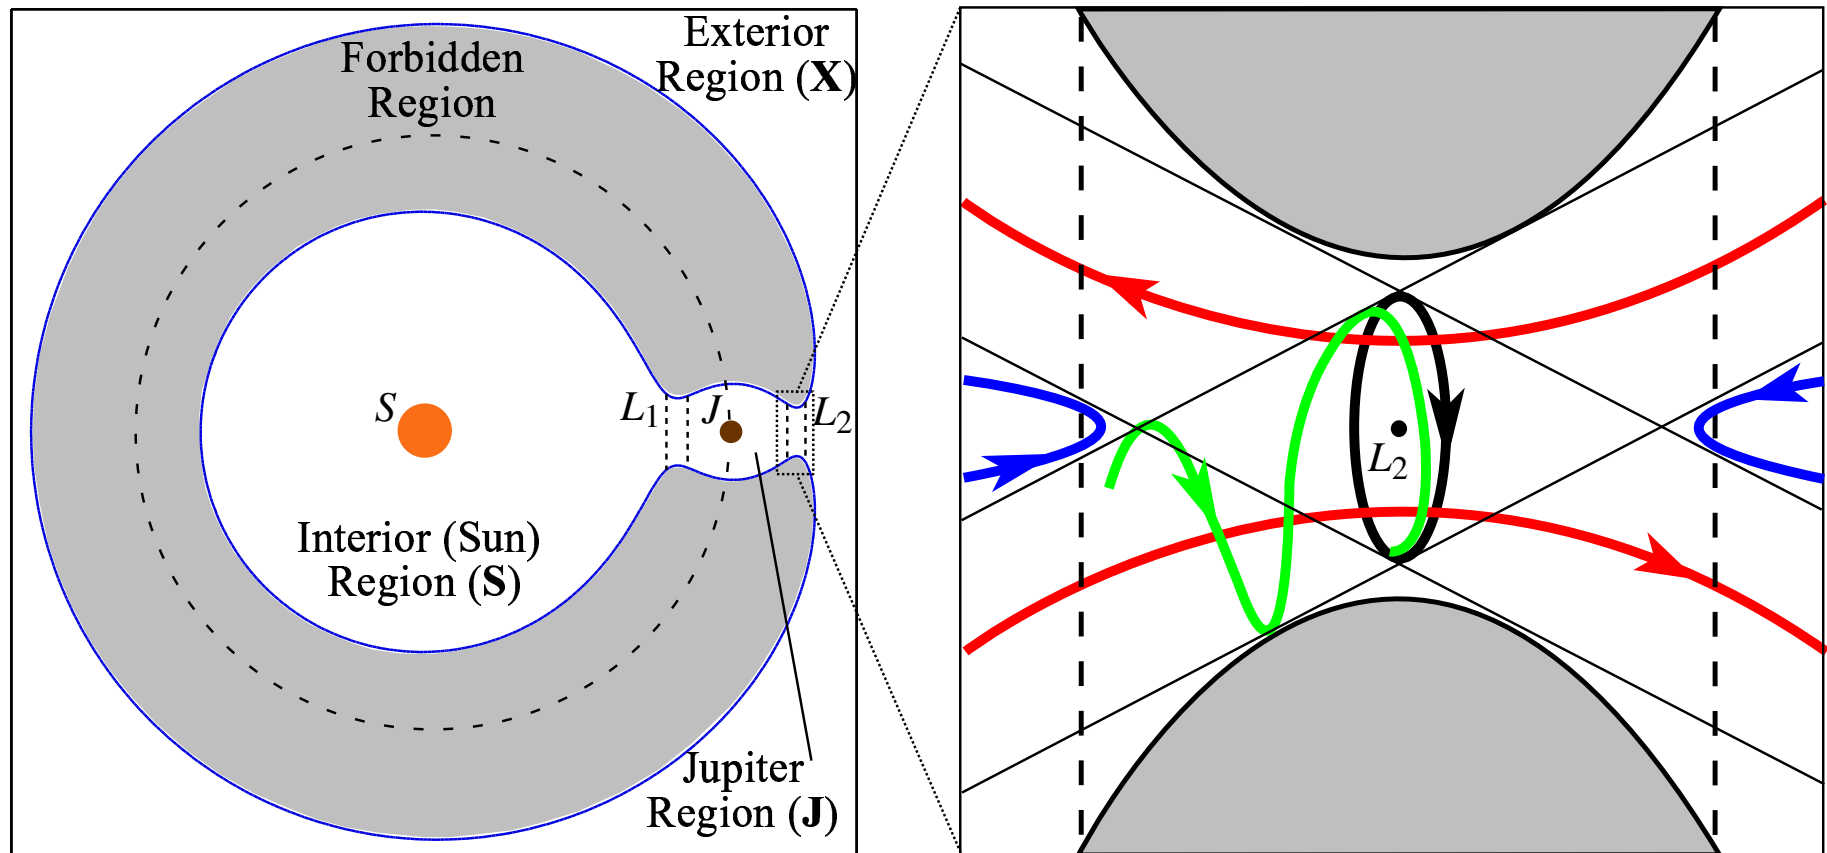 Forbidden
Region
Exterior
Region (X)
S
L1
J
L2
Interior (Sun)
Region (S)
Jupiter
Region (J)
L2